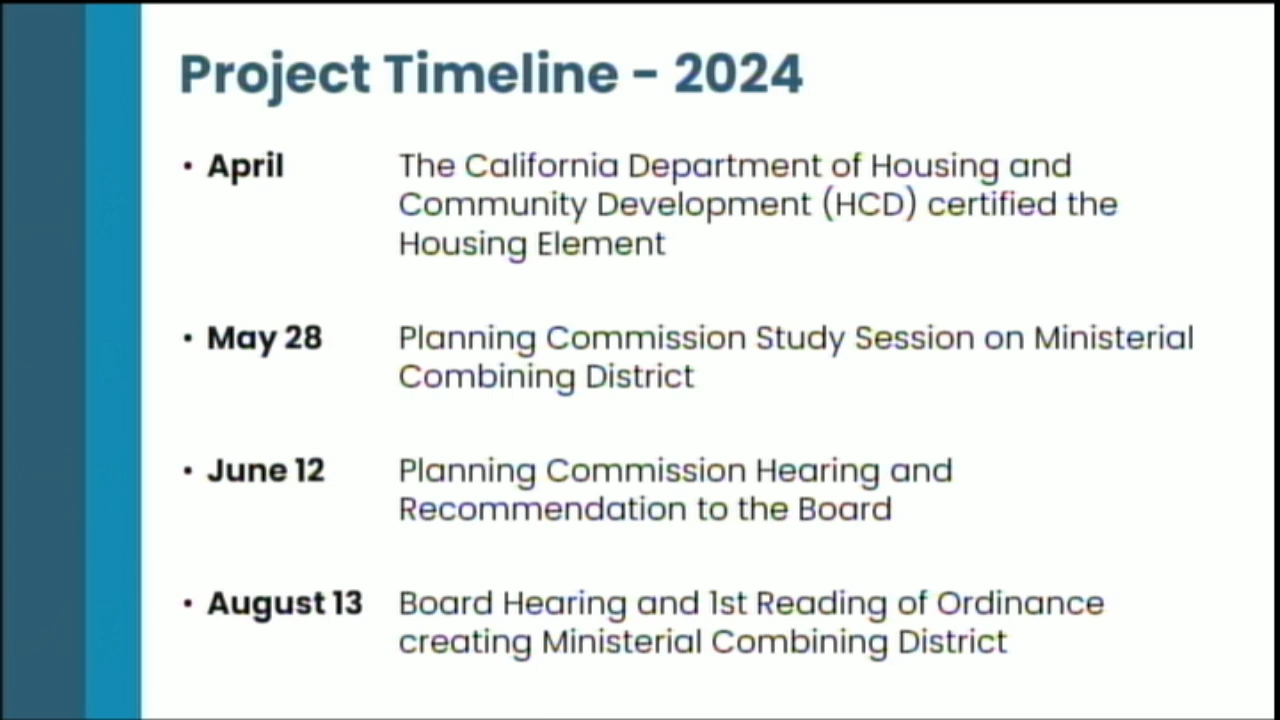 Project Timeline - 2024
• April The California Department of Housing and
Community Development (HCD) certified the
Housing Element
• May 28 Planning Commission Study Session on Ministerial
Combining District
• June 12 Planning Commission Hearing and
Recommendation to the Board
• August 13 Board Hearing and 1st Reading of Ordinance
creating Ministerial Combining District